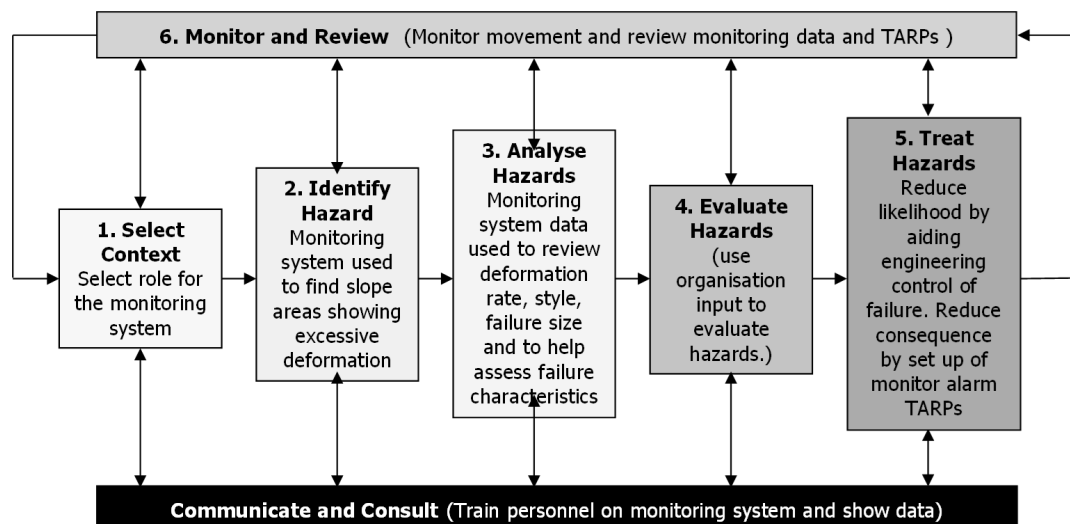 6. Monitor and Review (Monitor movement and review monitoring data and TARPs )
1. Select
Context
Select role for
the monitoring
system
2. Identify
Hazard
Monitoring
system used
to find slope
areas showing
excessive
deformation
3. Analyse
Hazards
Monitoring
system data
used to review
deformation
rate, style,
failure size
and to help
assess failure
characteristics
4. Evaluate
Hazards
(use
organisation
input to
evaluate
hazards.)
5. Treat
Hazards
Reduce
likelihood by
aiding
engineering
control of
failure. Reduce
consequence
by set up of
monitor alarm
TARPs
Communicate and Consult (Train personnel on monitoring system and show data)